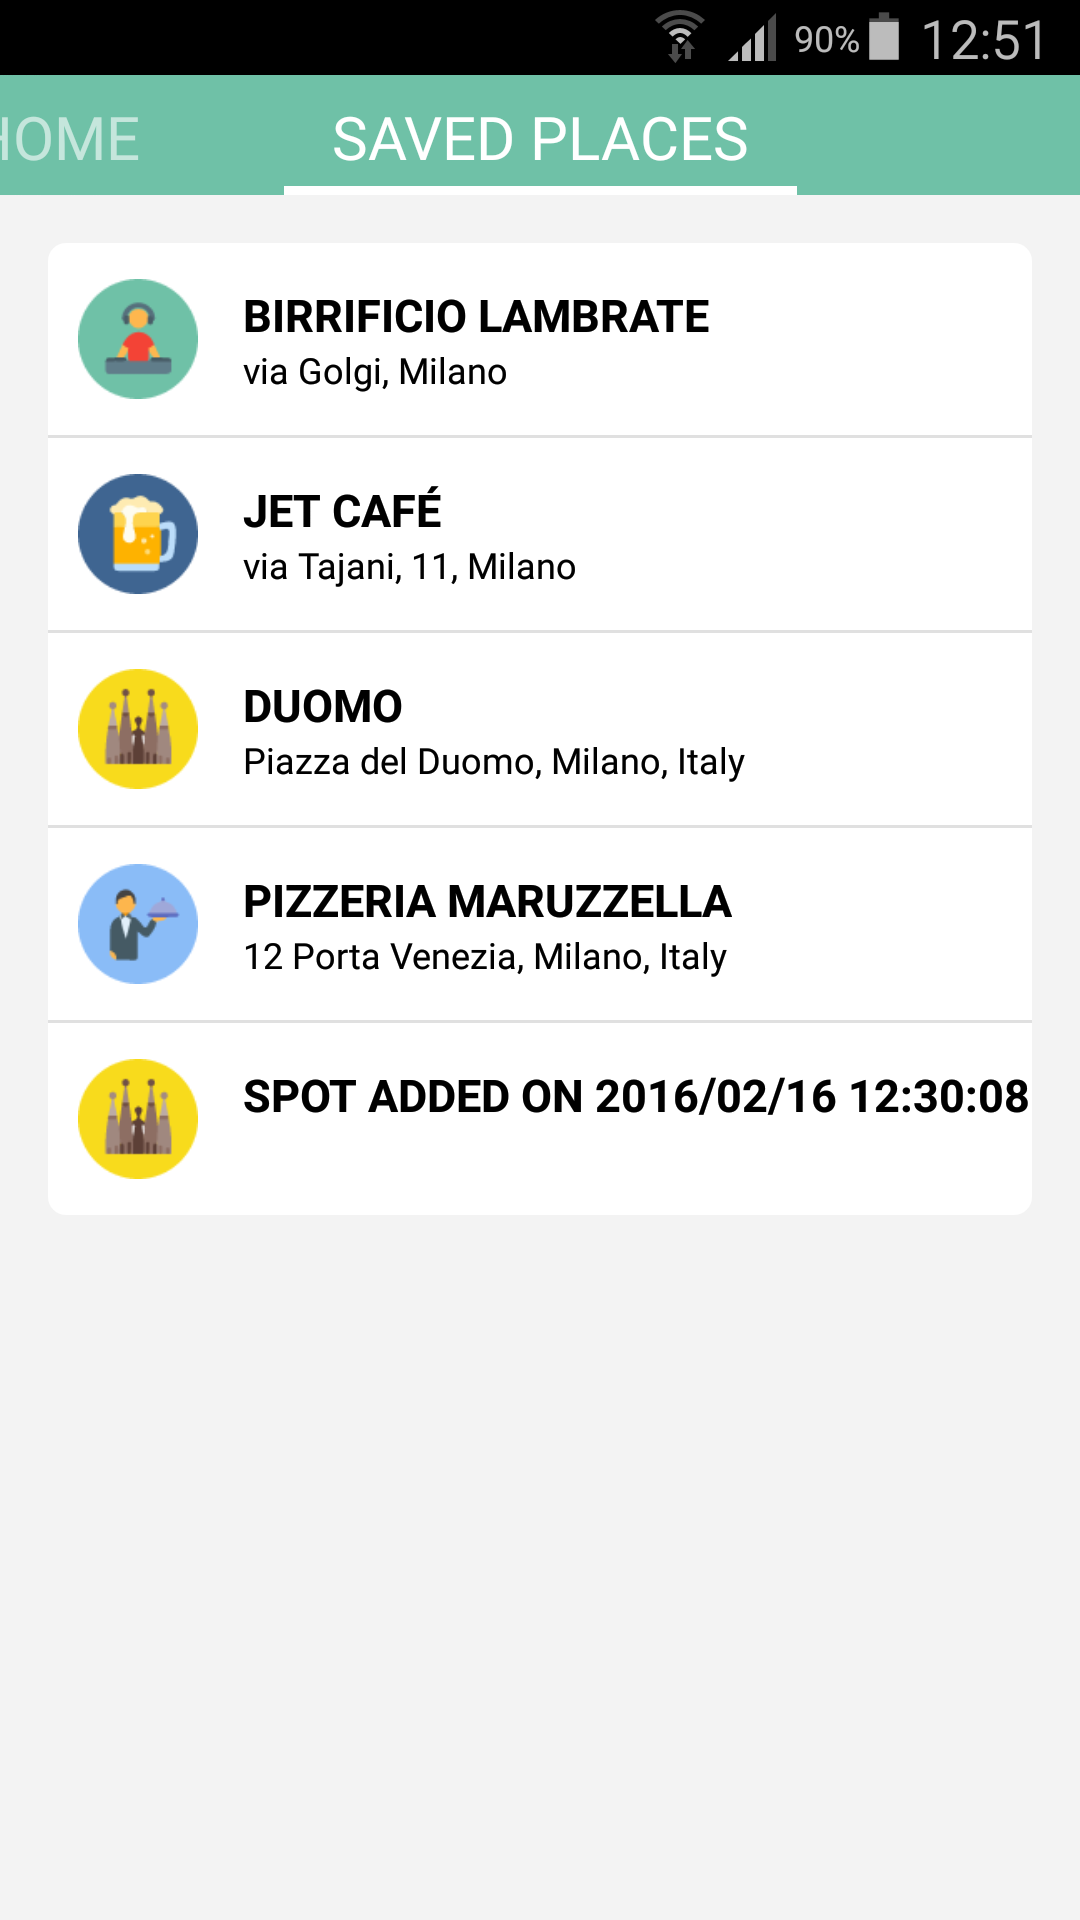 90% 12:51
HOME SAVED PLACES
BIRRIFICIO LAMBRATE
via Golgi, Milano
JET CAFÉ
via Tajani, 11, Milano
DUOMO
Piazza del Duomo, Milano, Italy
PIZZERIA MARUZZELLA
12 Porta Venezia, Milano, Italy
SPOT ADDED ON 2016/02/16 12:30:08